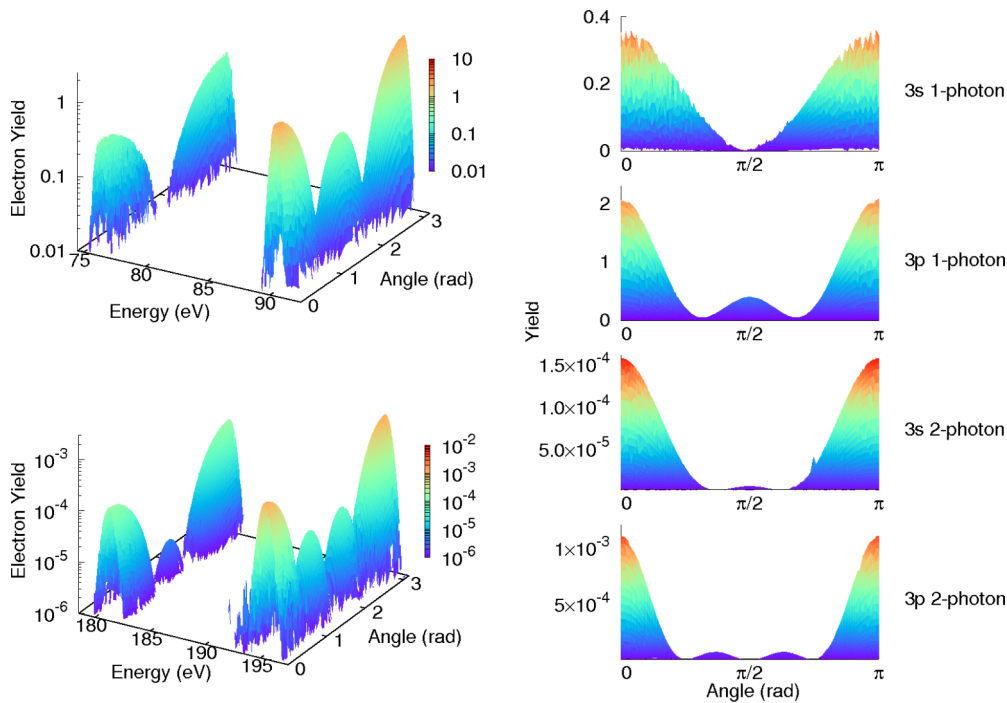 Electron Yield
1
0.1
0.01
75
80
85
90
Energy (eV)
0
1
2
3
Angle (rad)
10
1
0.1
0.01
Electron Yield
10-3
10-4
10-5
10-6
180
185
190
195
Energy (eV)
0
1
2
3
Angle (rad)
10-2
10-3
10-4
10-5
10-6
0.4
0.2
0
0
π/2
π
3s 1-photon
2
1
0
0
π/2
π
3p 1-photon
Yield
1.5×10-4
1.0×10-4
5.0×10-5
0
π/2
π
3s 2-photon
1×10-3
5×10-4
0
π/2
π
3p 2-photon
Angle (rad)